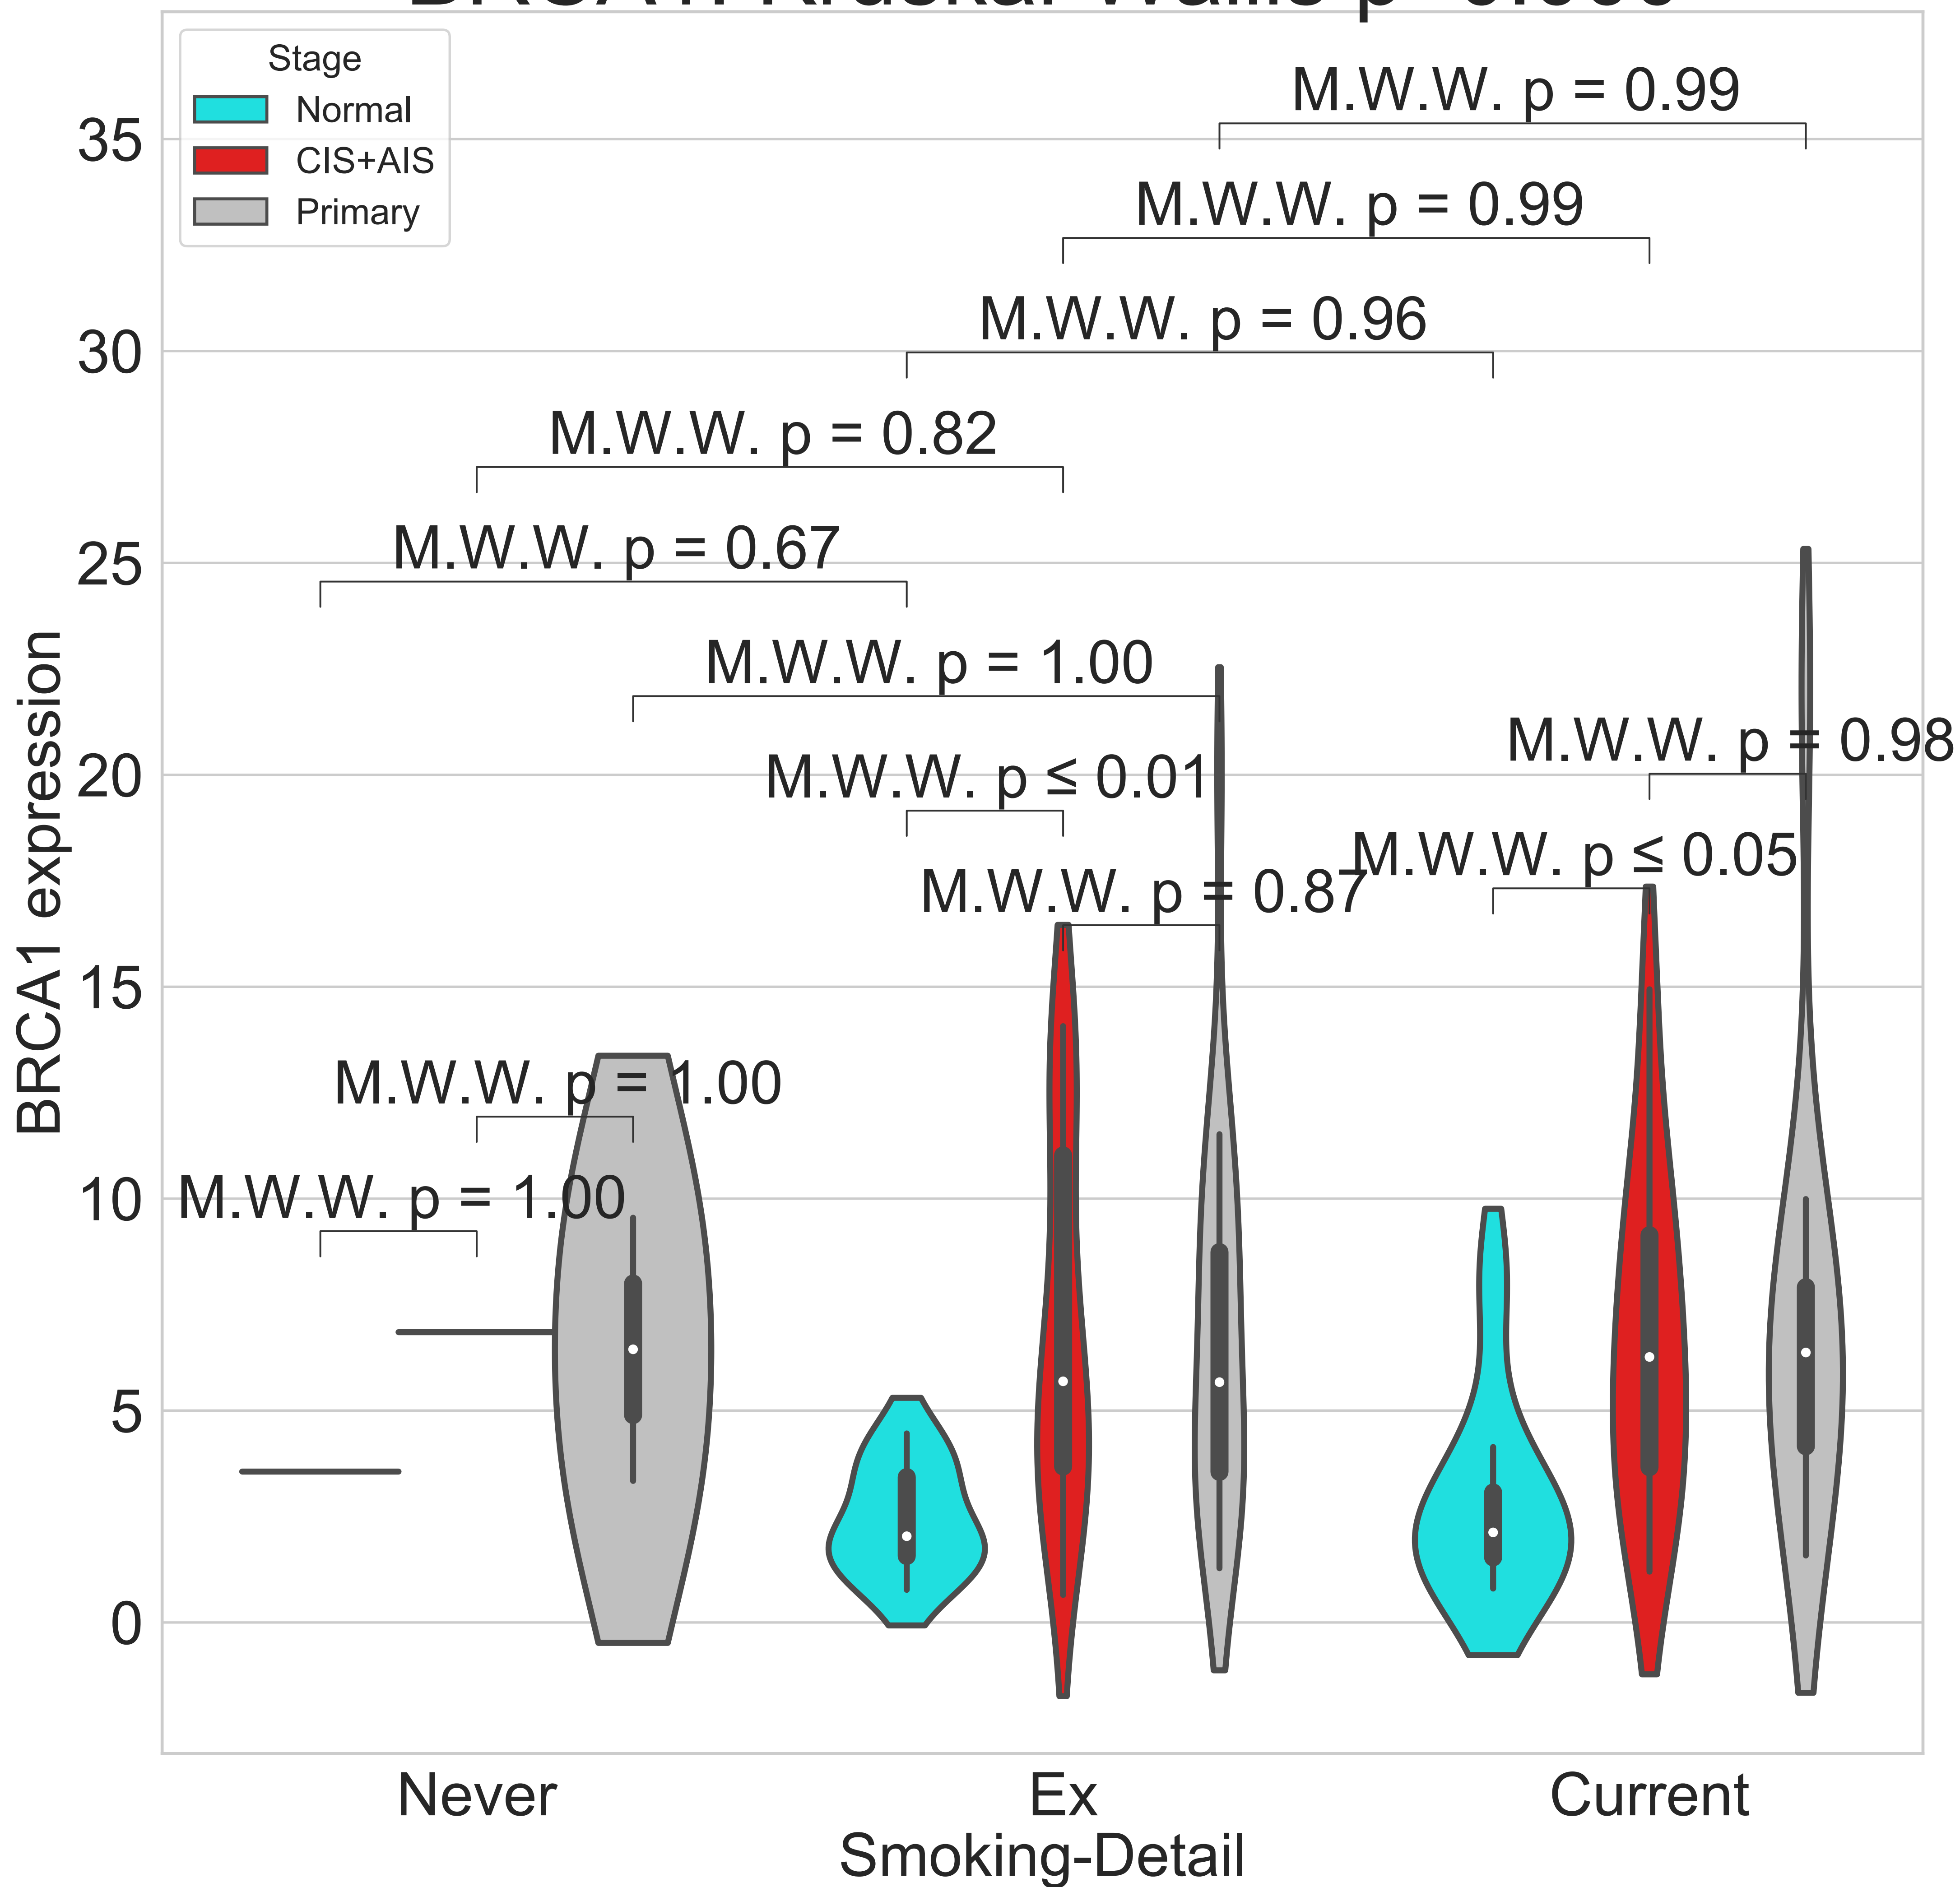 Stage
Normal
CIS+AIS
Primary
M.W.W. p = 0.99
M.W.W. p = 0.99
M.W.W. p = 0.96
M.W.W. p = 0.82
M.W.W. p = 0.67
M.W.W. p = 1.00
M.W.W. p = 0.98
M.W.W. p ≤ 0.01
M.W.W. p ≤ 0.05
M.W.W. p = 0.87
M.W.W. p = 1.00
M.W.W. p = 1.00
35
30
25
20
15
10
5
0
BRCA1 expression
Never
Ex
Current
Smoking-Detail